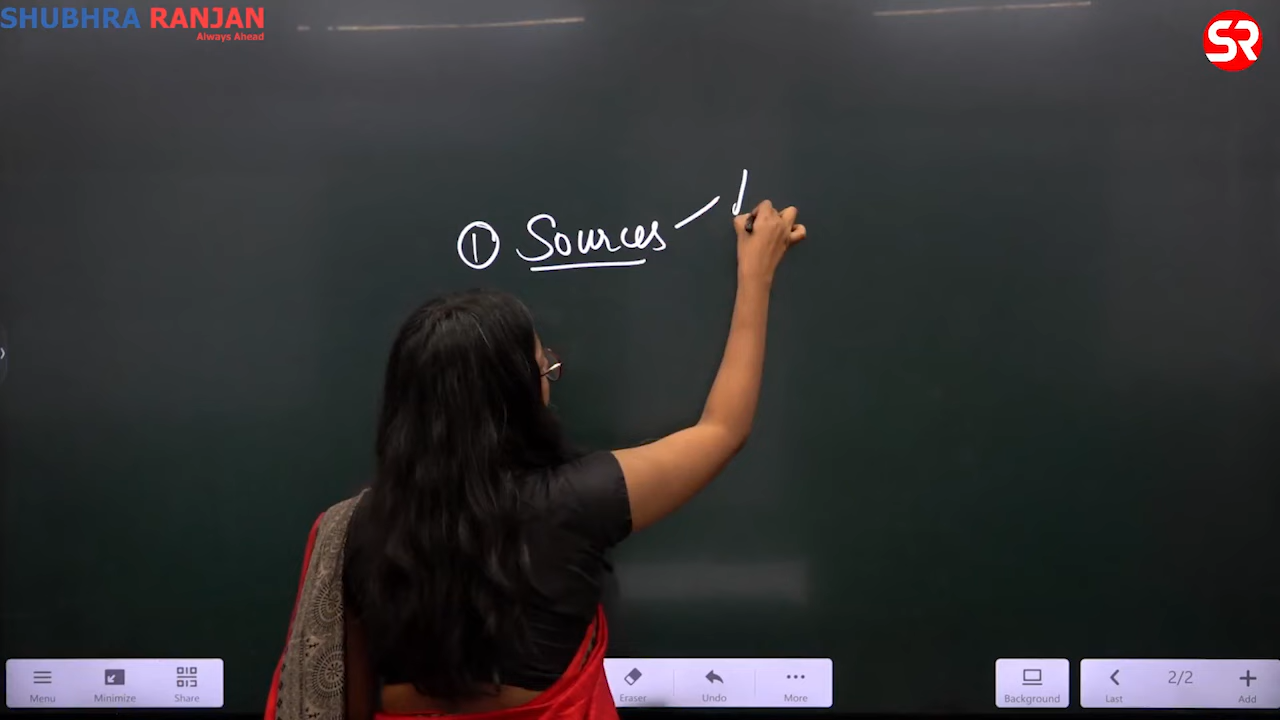 SHUBHRA RANJAN
Always Ahead
SR
① Sources
Menu
Minimize
Share
Eraser
Undo
More
Background
Last
2/2
Add